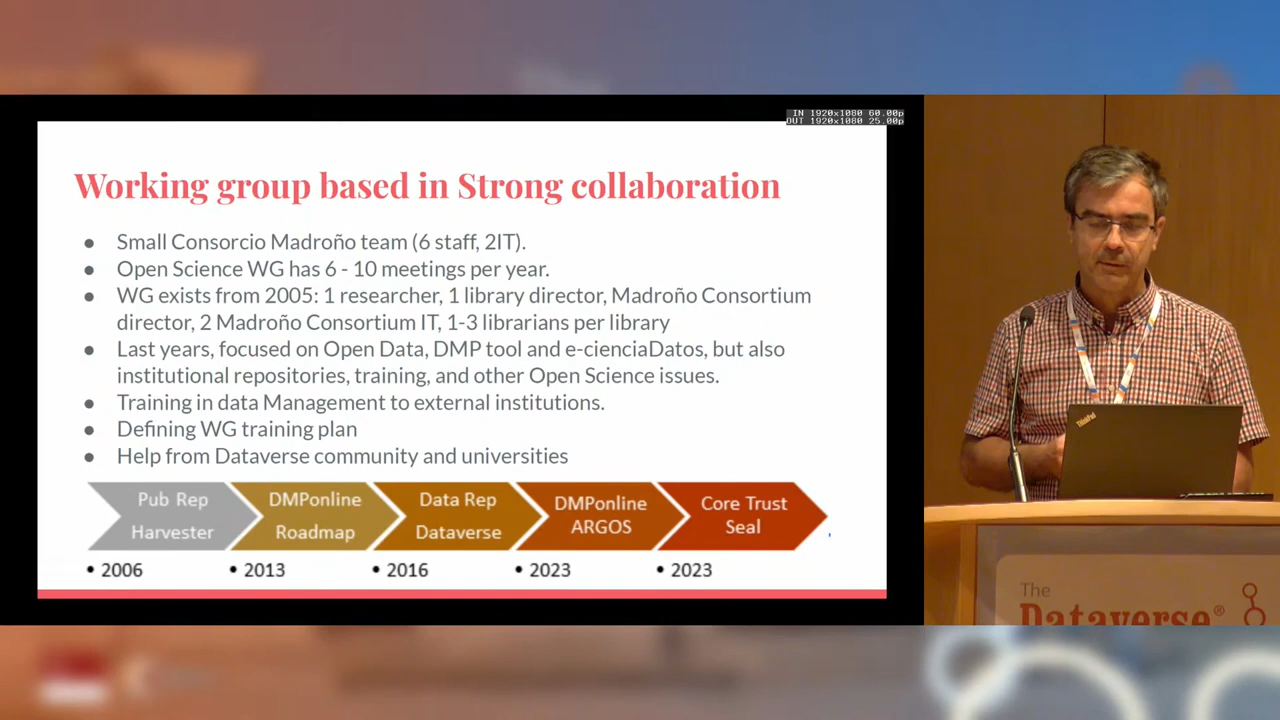 IN 1920x1080 60.00p
OUT 1920x1080 25.00p
Working group based in Strong collaboration
● Small Consorcio Madroño team (6 staff, 2IT).
● Open Science WG has 6 - 10 meetings per year.
● WG exists from 2005: 1 researcher, 1 library director, Madroño Consortium
director, 2 Madroño Consortium IT, 1-3 librarians per library
● Last years, focused on Open Data, DMP tool and e-cienciaDatos, but also
institutional repositories, training, and other Open Science issues.
● Training in data Management to external institutions.
● Defining WG training plan
● Help from Dataverse community and universities
Pub Rep
Harvester
DMPonline
Roadmap
Data Rep
Dataverse
DMPonline
ARGOS
Core Trust
Seal
• 2006
• 2013
• 2016
• 2023
• 2023
ThinkPad
The
Dataverse®